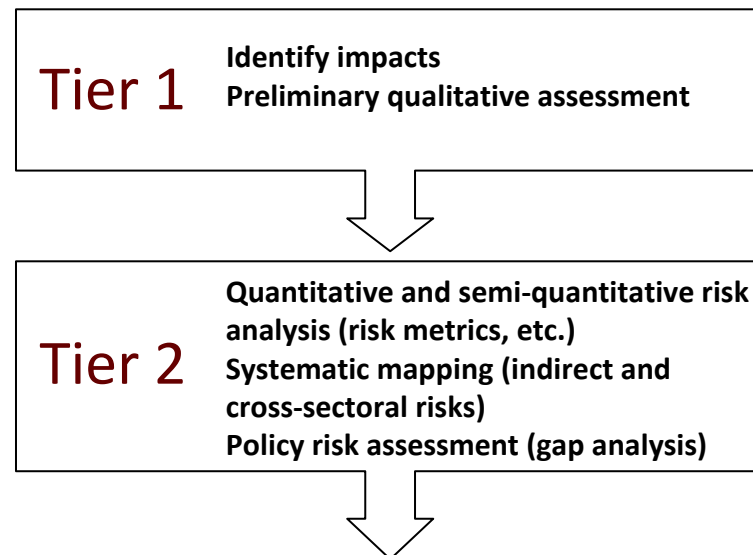 Tier 1
Identify impacts
Preliminary qualitative assessment
Tier 2
Quantitative and semi-quantitative risk
analysis (risk metrics, etc.)
Systematic mapping (indirect and
cross-sectoral risks)
Policy risk assessment (gap analysis)